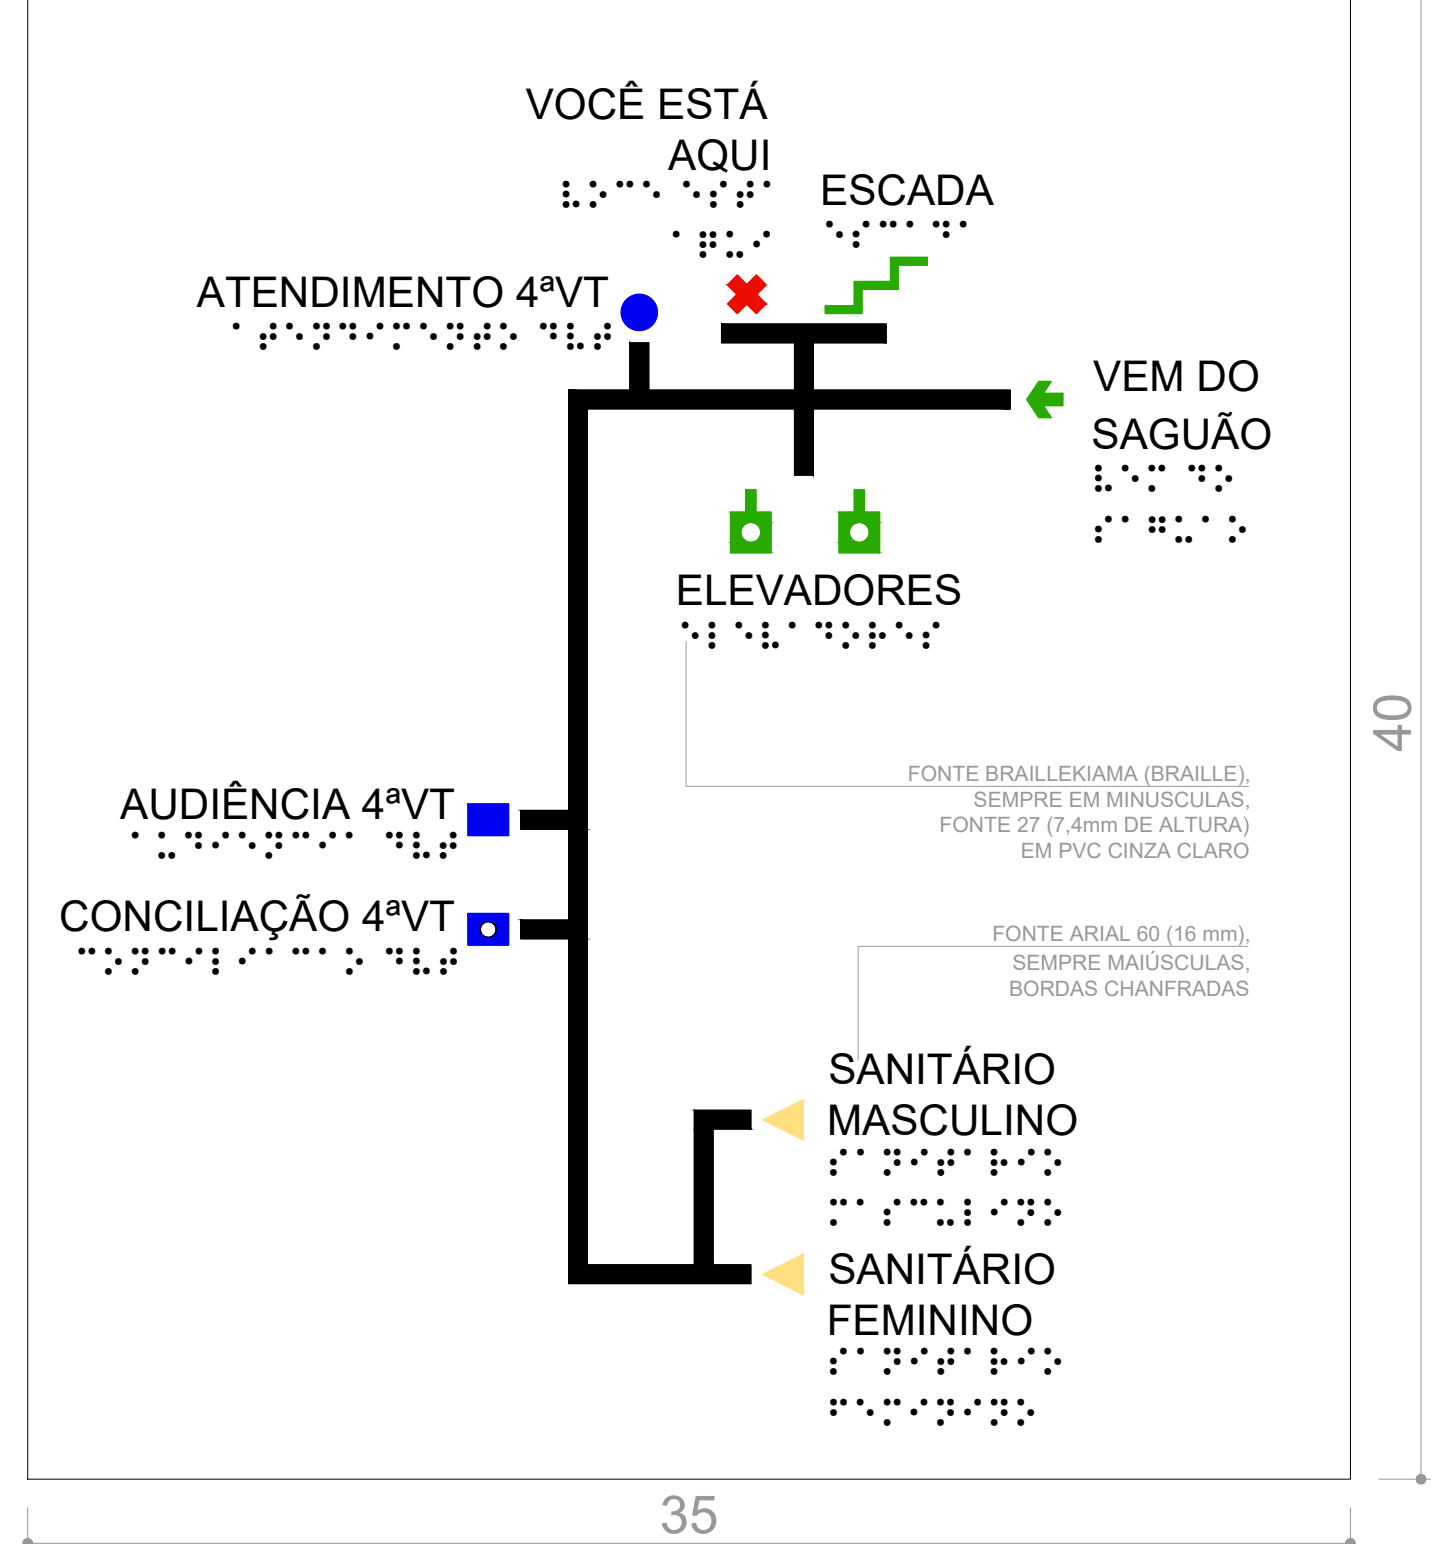 VOCÊ ESTÁ
AQUI
⠧⠕⠉⠑ ⠑⠎⠞⠁
⠁⠟⠥⠊
ESCADA
⠑⠎⠉⠁⠙⠁
ATENDIMENTO 4ªVT
⠁⠞⠑⠝⠙⠊⠍⠑⠝⠞⠕ ⠙⠧⠞
VEM DO
SAGUÃO
⠧⠑⠍ ⠙⠕
⠎⠁⠛⠥⠁⠕
ELEVADORES
⠑⠇⠑⠧⠁⠙⠕⠗⠑⠎
40
FONTE BRAILLEKIAMA (BRAILLE),
SEMPRE EM MINUSCULAS,
FONTE 27 (7,4mm DE ALTURA)
EM PVC CINZA CLARO
AUDIÊNCIA 4ªVT
⠁⠥⠙⠊⠑⠝⠉⠊⠁ ⠙⠧⠞
CONCILIAÇÃO 4ªVT
⠉⠕⠝⠉⠊⠇⠊⠁⠉⠁⠕ ⠙⠧⠞
FONTE ARIAL 60 (16 mm),
SEMPRE MAIÚSCULAS,
BORDAS CHANFRADAS
SANITÁRIO
MASCULINO
⠎⠁⠝⠊⠞⠁⠗⠊⠕
⠍⠁⠎⠉⠥⠇⠊⠝⠕
SANITÁRIO
FEMININO
⠎⠁⠝⠊⠞⠁⠗⠊⠕
⠋⠑⠍⠊⠝⠊⠝⠕
35